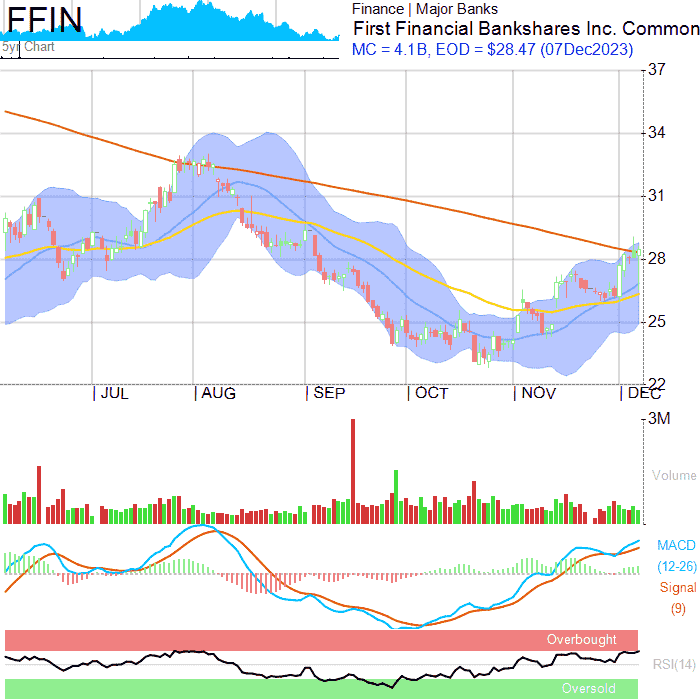 FFIN
5yr Chart
Finance | Major Banks
First Financial Bankshares Inc. Common
MC = 4.1B, EOD = $28.47 (07Dec2023)
37
34
31
28
25
22
JUL AUG SEP OCT NOV DEC
3M
Volume
MACD
(12-26)
Signal
(9)
Overbought
RSI(14)
Oversold